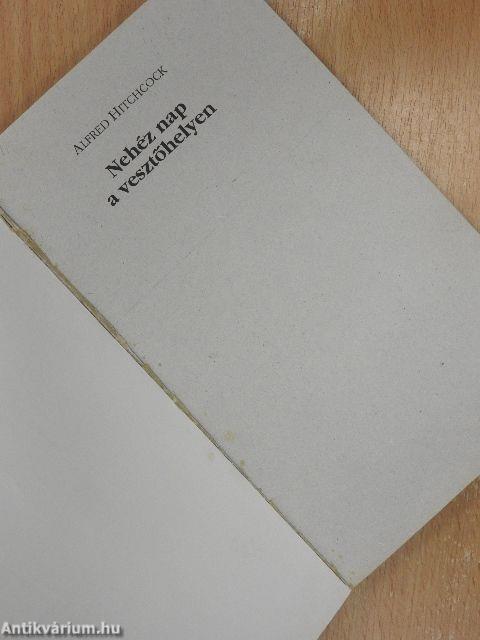 ALFRED HITCHCOCK
Nehéz nap
a vesztőhelyen
Antikvárium.hu